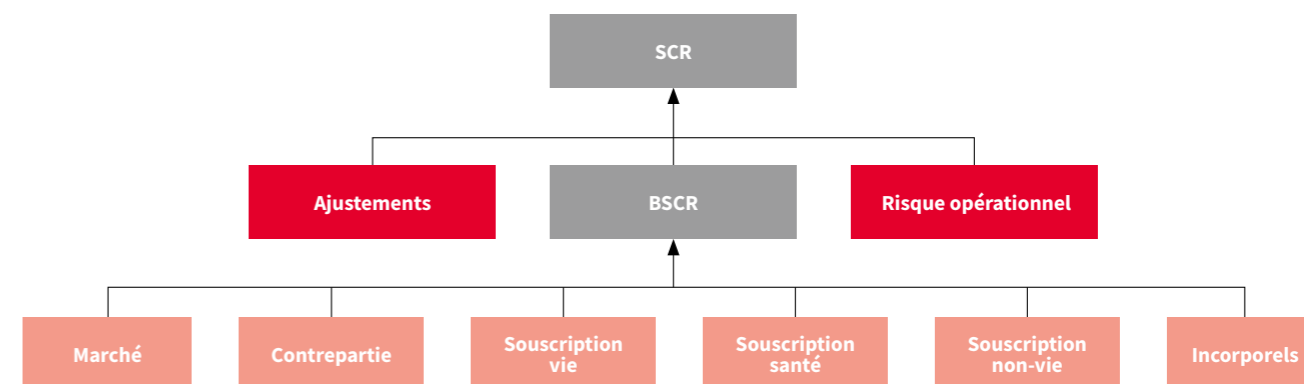 SCR
Ajustements
BSCR
Risque opérationnel
Marché
Contrepartie
Souscription
vie
Souscription
santé
Souscription
non-vie
Incorporels